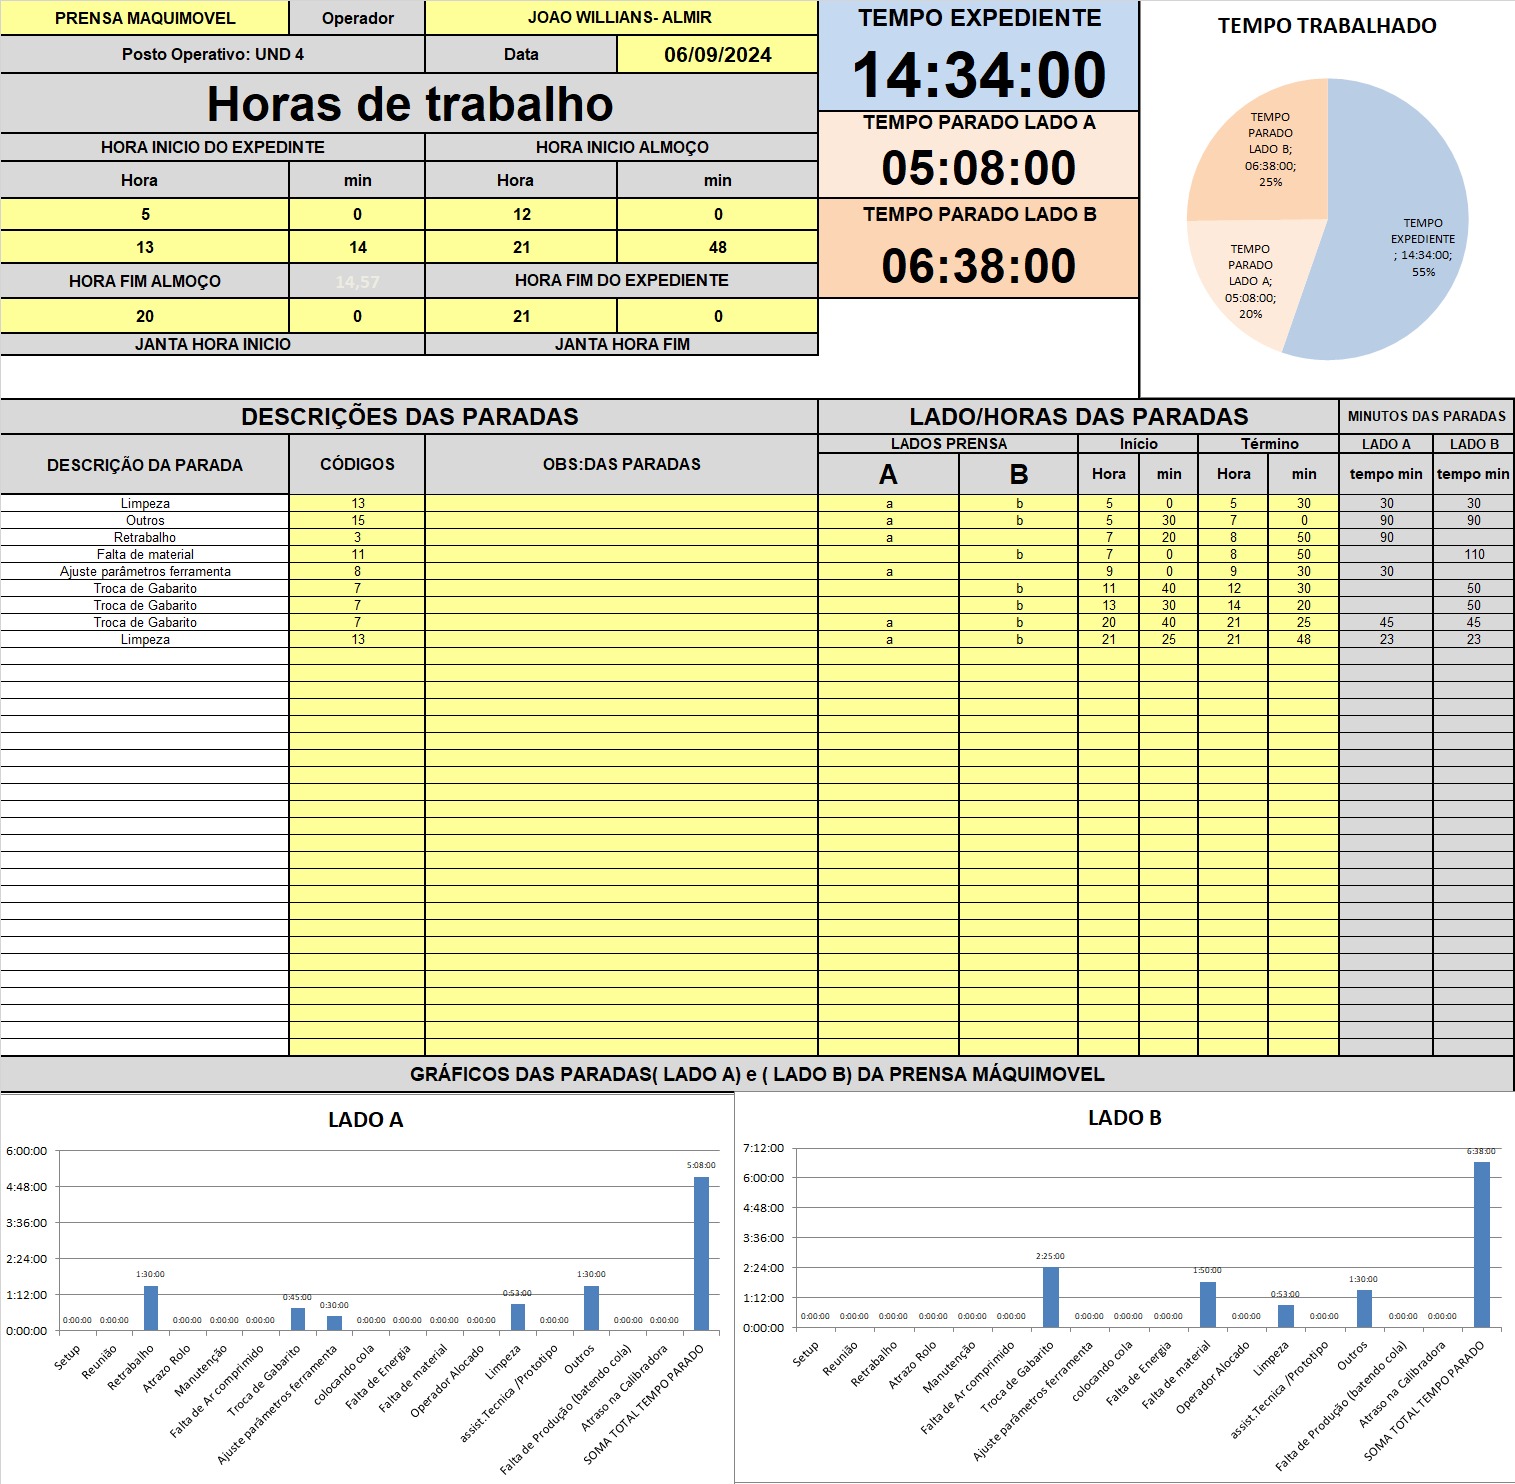 PRENSA MAQUIMOVEL Operador JOAO WILLIANS- ALMIR
Posto Operativo: UND 4 Data 06/09/2024
Horas de trabalho
HORA INICIO DO EXPEDINTE HORA INICIO ALMOÇO
Hora min Hora min
5 0 12 0
13 14 21 48
HORA FIM ALMOÇO 14,57 HORA FIM DO EXPEDIENTE
20 0 21 0
JANTA HORA INICIO JANTA HORA FIM
TEMPO EXPEDIENTE
14:34:00
TEMPO PARADO LADO A
05:08:00
TEMPO PARADO LADO B
06:38:00
TEMPO TRABALHADO
TEMPO
PARADO
LADO B;
06:38:00;
25%
TEMPO
EXPEDIENTE
; 14:34:00;
55%
TEMPO
PARADO
LADO A;
05:08:00;
20%
DESCRIÇÕES DAS PARADAS LADO/HORAS DAS PARADAS MINUTOS DAS PARADAS
DESCRIÇÃO DA PARADA CÓDIGOS OBS:DAS PARADAS LADOS PRENSA Início Término LADO A LADO B
A B Hora min Hora min tempo min tempo min
Limpeza 13 a b 5 0 5 30 30 30
Outros 15 a b 5 30 7 0 90 90
Retrabalho 3 a 7 20 8 50 90
Falta de material 11 b 7 0 8 50 110
Ajuste parâmetros ferramenta 8 a 9 0 9 30 30
Troca de Gabarito 7 b 11 40 12 30 50
Troca de Gabarito 7 b 13 30 14 20 50
Troca de Gabarito 7 a b 20 40 21 25 45 45
Limpeza 13 a b 21 25 21 48 23 23
GRÁFICOS DAS PARADAS( LADO A) e ( LADO B) DA PRENSA MÁQUIMOVEL
LADO A
6:00:00
4:48:00
3:36:00
2:24:00
1:12:00
0:00:00
0:00:00 0:00:00 1:30:00 0:00:00 0:00:00 0:00:00 0:45:00 0:30:00 0:00:00 0:00:00 0:00:00 0:00:00 0:53:00 0:00:00 1:30:00 0:00:00 0:00:00 5:08:00
Setup
Reunião
Retrabalho
Atrazo Rolo
Manutenção
Falta de Ar comprimido
Troca de Gabarito
Ajuste parâmetros ferramenta
colocando cola
Falta de Energia
Falta de material
Operador Alocado
Limpeza
assist.Tecnica /Prototipo
Outros
Falta de Produção (batendo cola)
Atraso na Calibradora
SOMA TOTAL TEMPO PARADO
LADO B
7:12:00
6:00:00
4:48:00
3:36:00
2:24:00
1:12:00
0:00:00
0:00:00 0:00:00 0:00:00 0:00:00 0:00:00 0:00:00 2:25:00 0:00:00 0:00:00 0:00:00 1:50:00 0:00:00 0:53:00 0:00:00 1:30:00 0:00:00 0:00:00 6:38:00
Setup
Reunião
Retrabalho
Atrazo Rolo
Manutenção
Falta de Ar comprimido
Troca de Gabarito
Ajuste parâmetros ferramenta
colocando cola
Falta de Energia
Falta de material
Operador Alocado
Limpeza
assist.Tecnica /Prototipo
Outros
Falta de Produção (batendo cola)
Atraso na Calibradora
SOMA TOTAL TEMPO PARADO